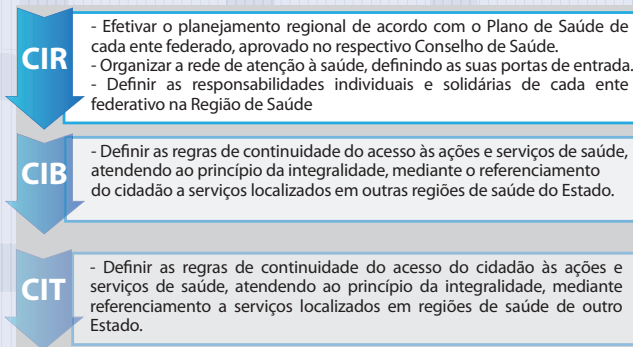 CIR
- Efetivar o planejamento regional de acordo com o Plano de Saúde de
cada ente federado, aprovado no respectivo Conselho de Saúde.
- Organizar a rede de atenção à saúde, definindo as suas portas de entrada.
- Definir as responsabilidades individuais e solidárias de cada ente
federativo na Região de Saúde
CIB
- Definir as regras de continuidade do acesso às ações e serviços de saúde,
atendendo ao princípio da integralidade, mediante o referenciamento
do cidadão a serviços localizados em outras regiões de saúde do Estado.
CIT
- Definir as regras de continuidade do acesso do cidadão às ações e
serviços de saúde, atendendo ao princípio da integralidade, mediante
referenciamento a serviços localizados em regiões de saúde de outro
Estado.